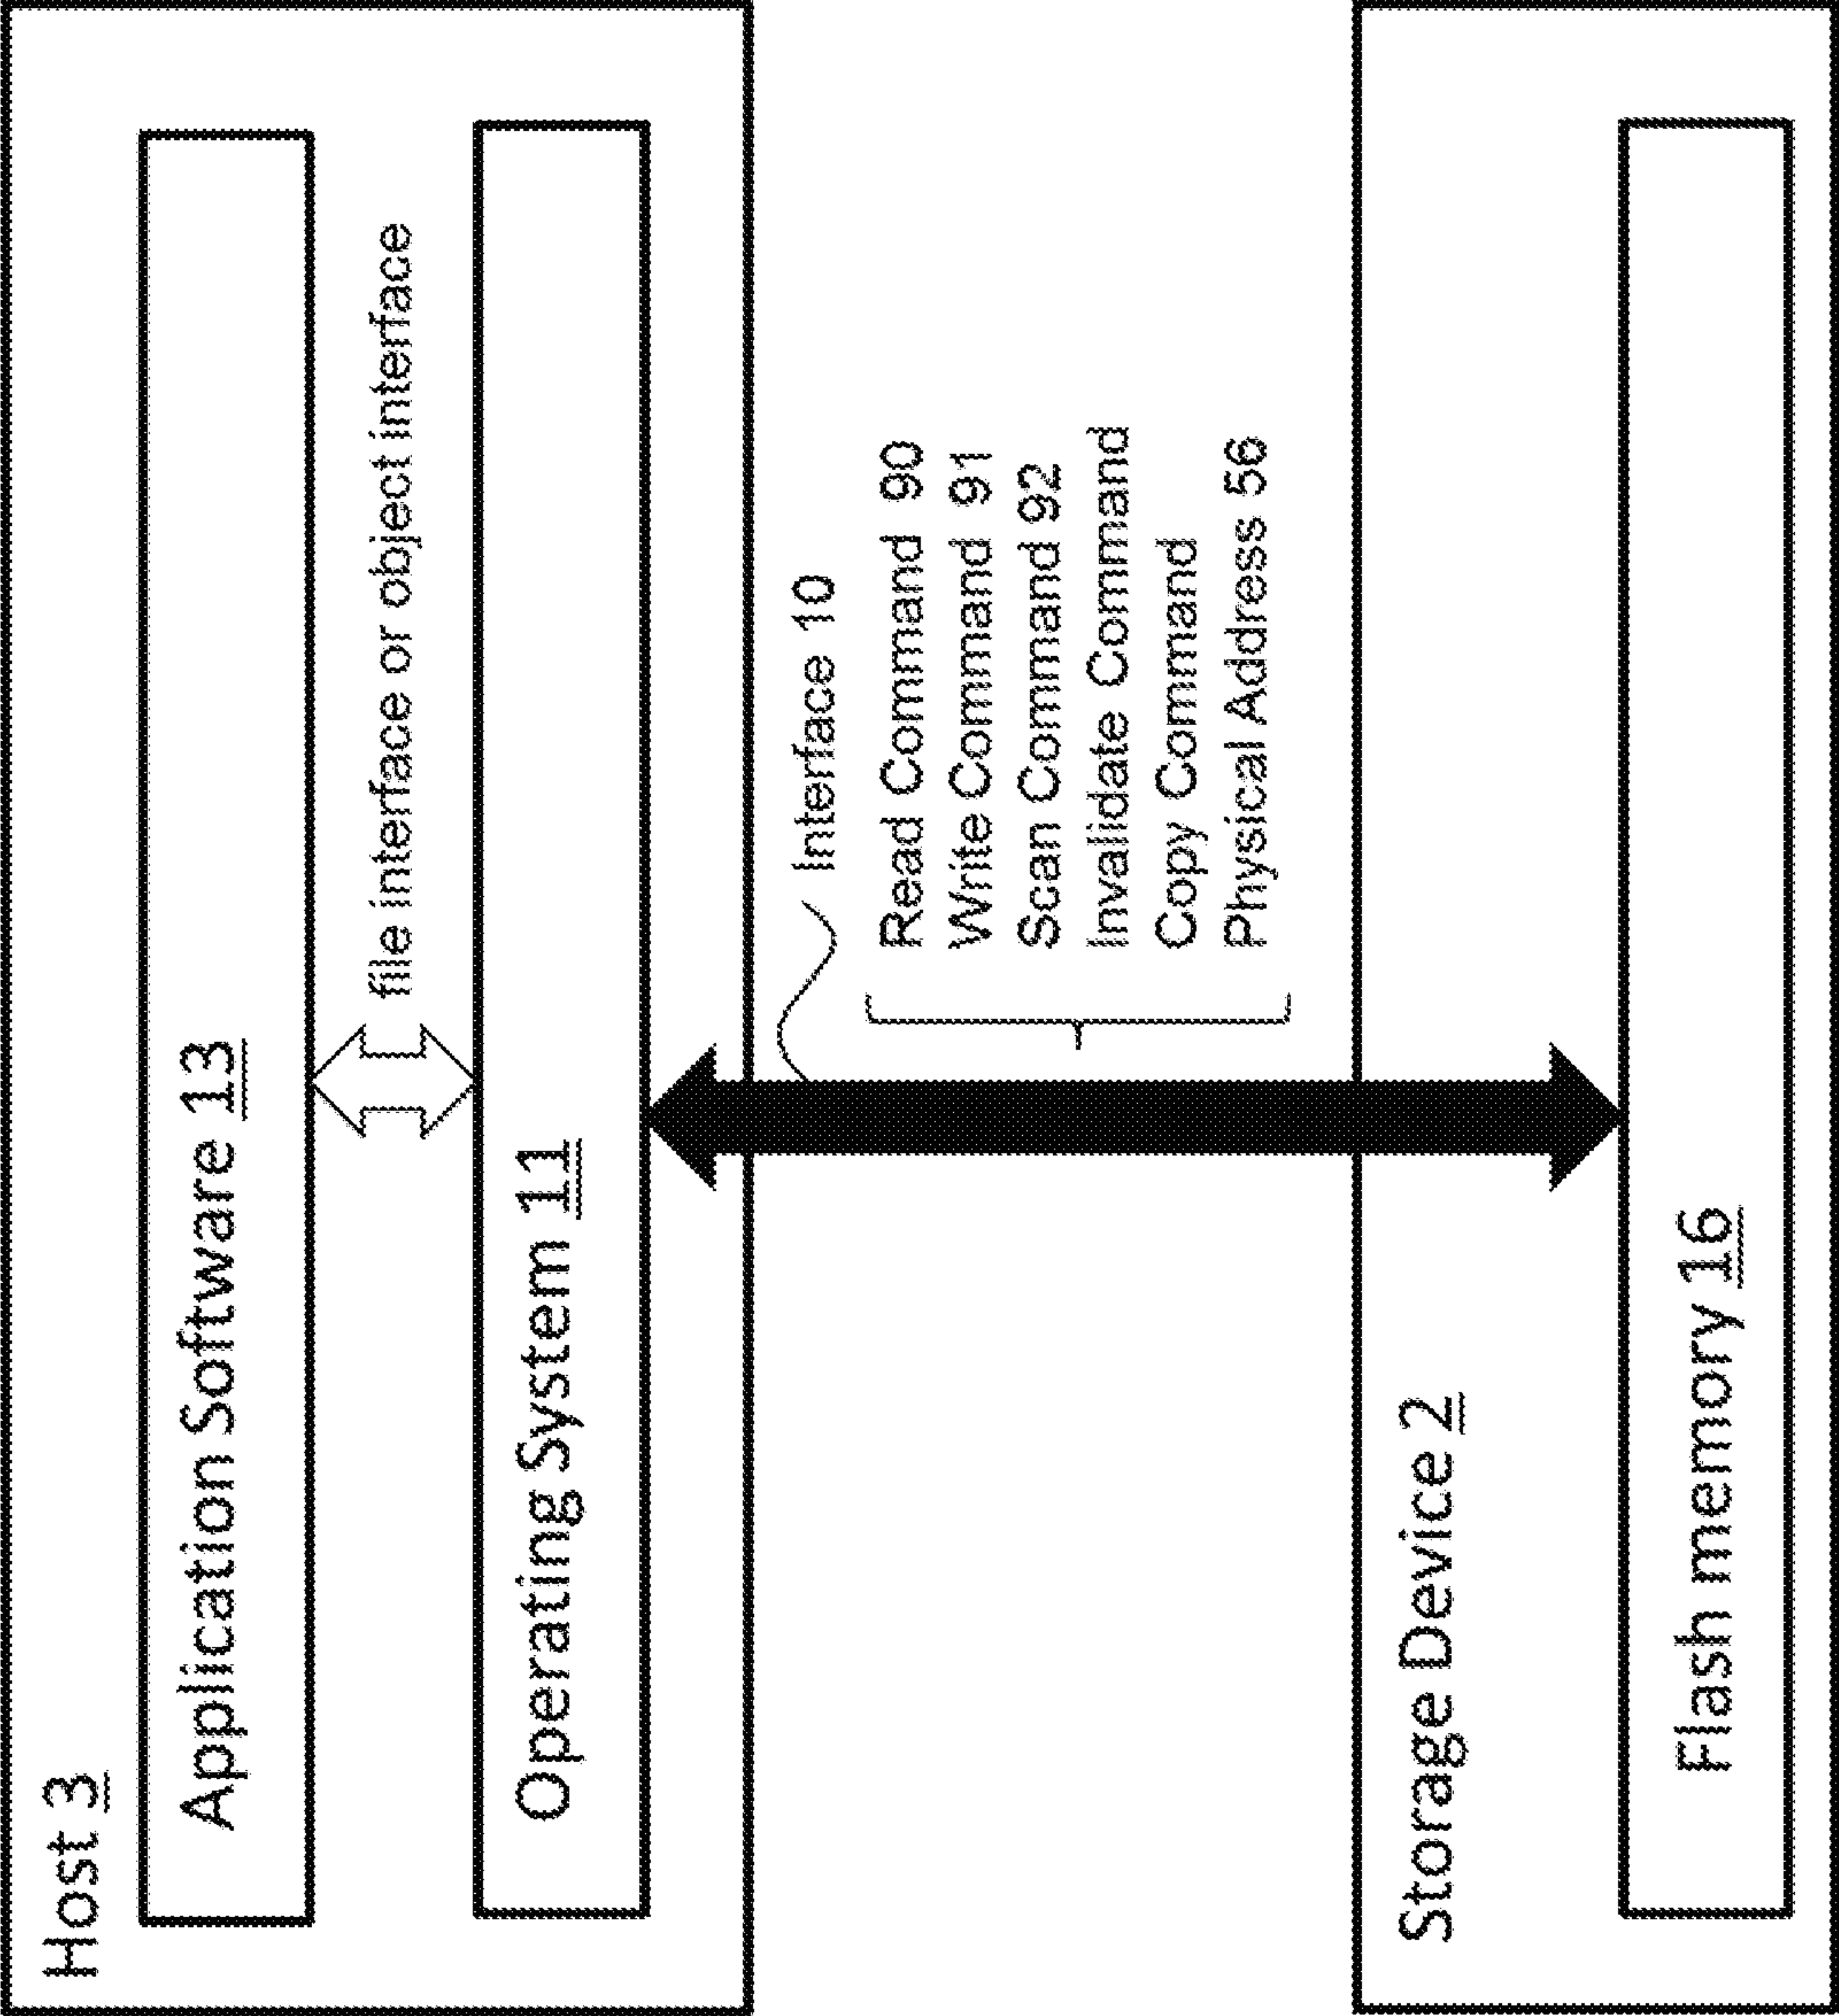 Host 3
Application Software 13
file interface or object interface
Operating System 11
Interface 10
Read Command 90
Write Command 91
Scan Command 92
Invalidate Command
Copy Command
Physical Address 56
Storage Device 2
Flash memory 16